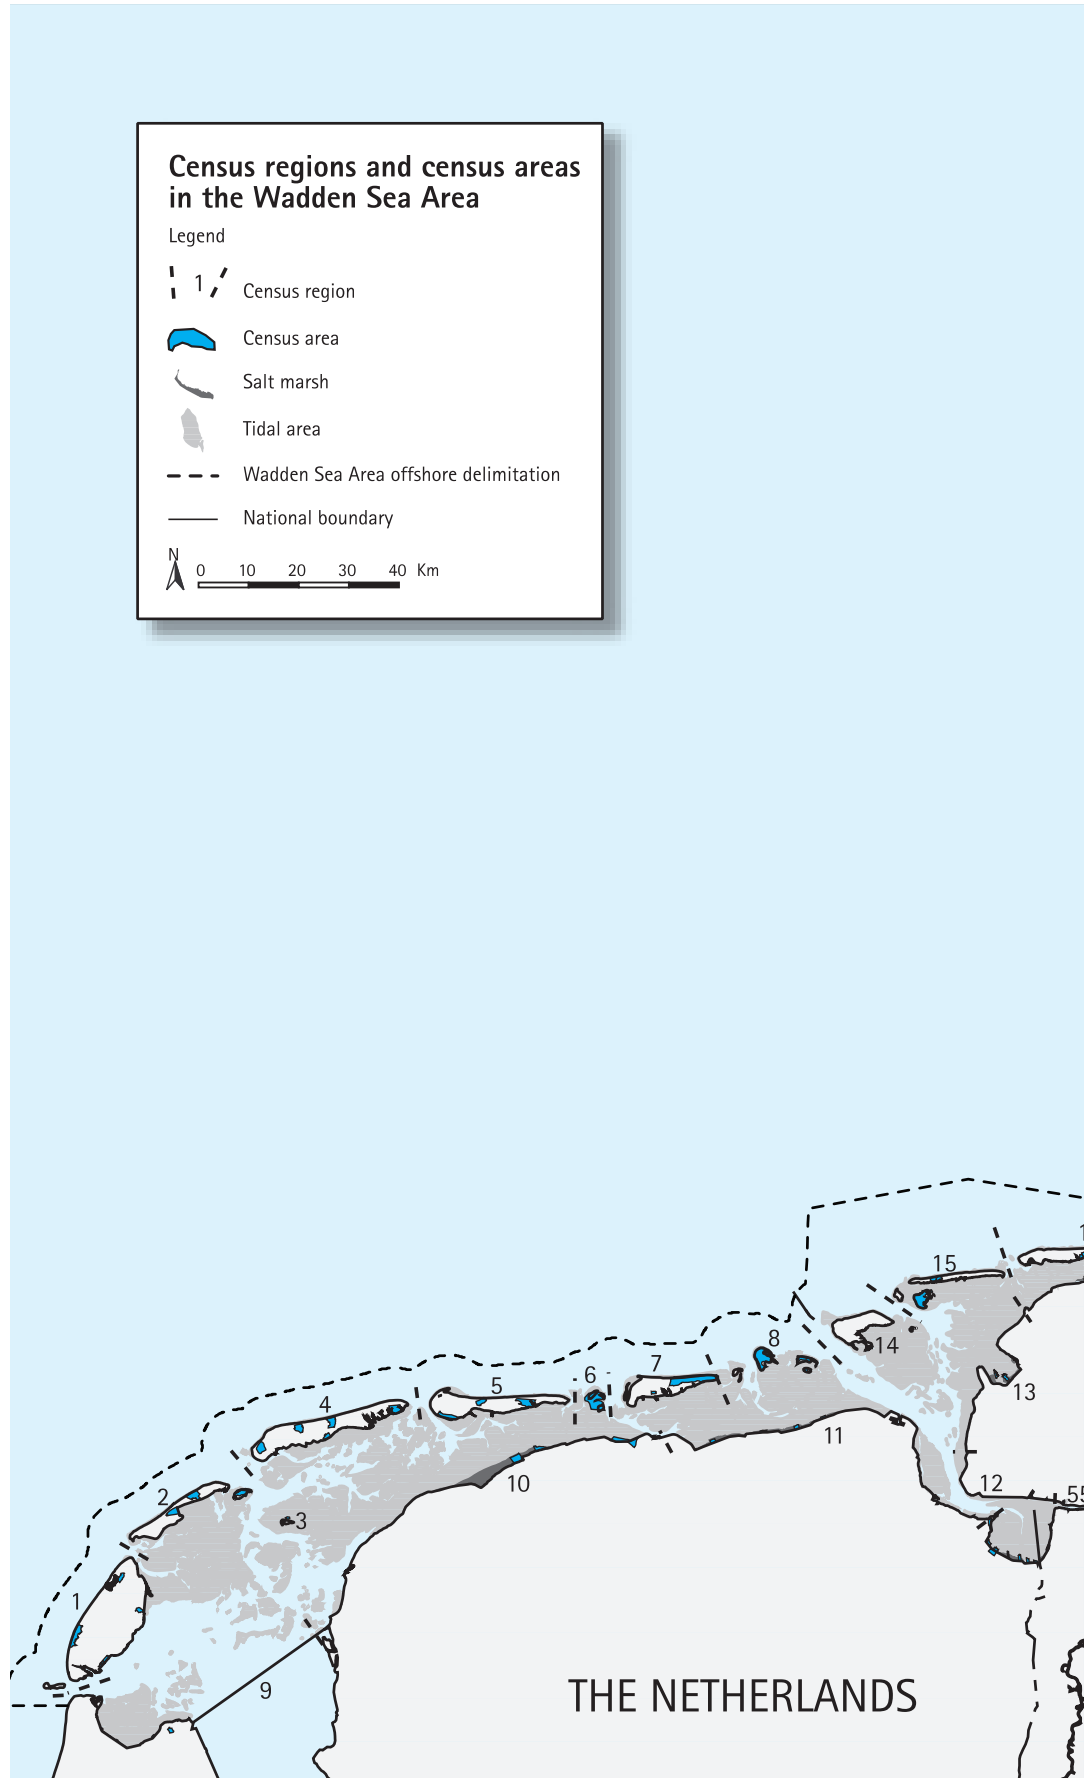 Census regions and census areas
in the Wadden Sea Area
Legend
1 Census region
Census area
Salt marsh
Tidal area
Wadden Sea Area offshore delimitation
National boundary
N
0 10 20 30 40 Km
1
15
14
8
7
6
5
4
13
11
10
12
55
2
3
1
9
THE NETHERLANDS